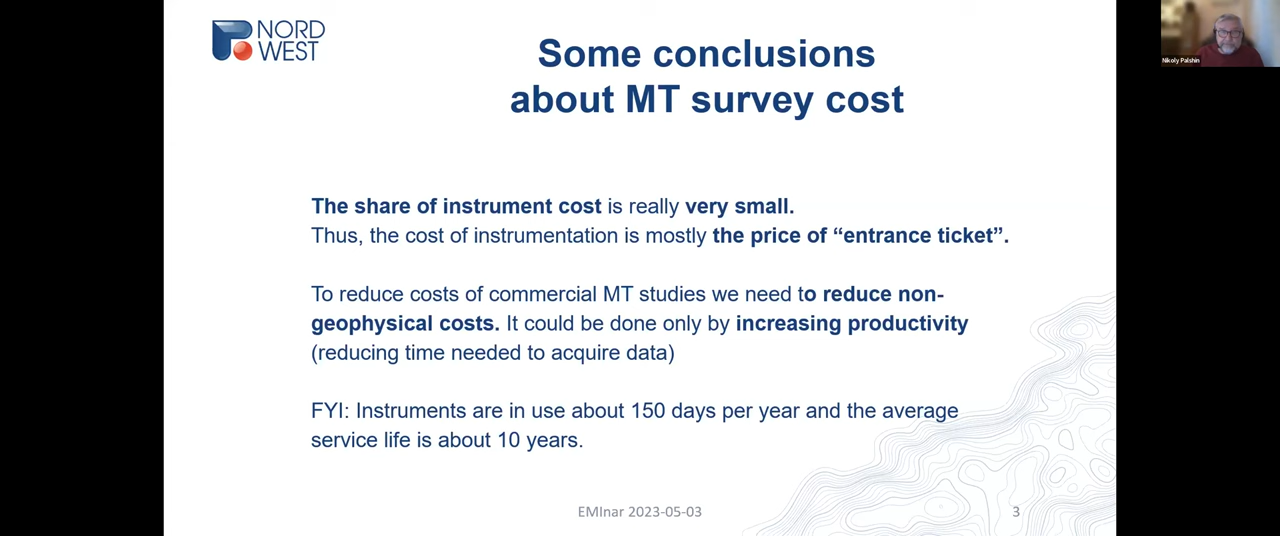 NORD
WEST
Some conclusions
about MT survey cost
Nikoly Palshin
The share of instrument cost is really very small.
Thus, the cost of instrumentation is mostly the price of “entrance ticket”.
To reduce costs of commercial MT studies we need to reduce non-
geophysical costs. It could be done only by increasing productivity
(reducing time needed to acquire data)
FYI: Instruments are in use about 150 days per year and the average
service life is about 10 years.
EMInar 2023-05-03
3